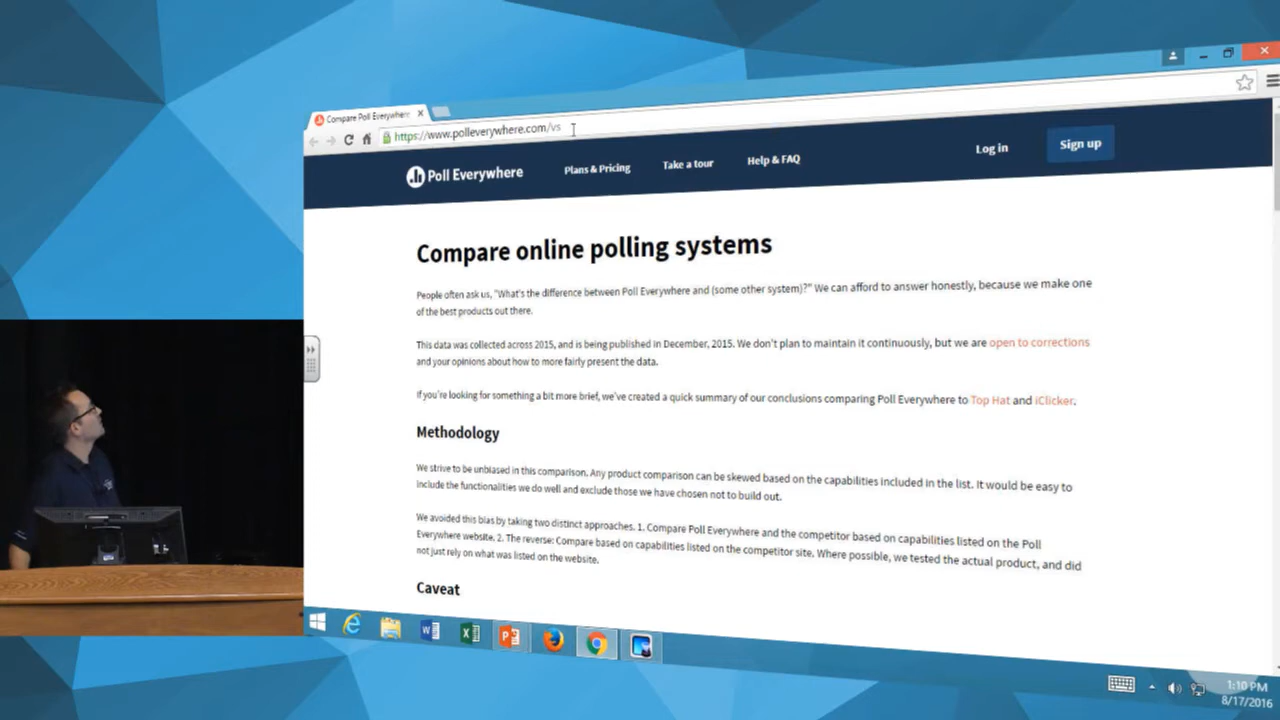 Compare Poll Everywhere
https://www.polleverywhere.com/vs
Poll Everywhere
Plans & Pricing
Take a tour
Help & FAQ
Log in
Sign up
Compare online polling systems
People often ask us, "What's the difference between Poll Everywhere and (some other system)?" We can afford to answer honestly, because we make one
of the best products out there.
This data was collected across 2015, and is being published in December, 2015. We don't plan to maintain it continuously, but we are open to corrections
and your opinions about how to more fairly present the data.
If you're looking for something a bit more brief, we've created a quick summary of our conclusions comparing Poll Everywhere to Top Hat and iClicker.
Methodology
We strive to be unbiased in this comparison. Any product comparison can be skewed based on the capabilities included in the list. It would be easy to
include the functionalities we do well and exclude those we have chosen not to build out.
We avoided this bias by taking two distinct approaches. 1. Compare Poll Everywhere and the competitor based on capabilities listed on the Poll
Everywhere website. 2. The reverse: Compare based on capabilities listed on the competitor site. Where possible, we tested the actual product, and did
not just rely on what was listed on the website.
Caveat
1:10 PM
8/17/2016